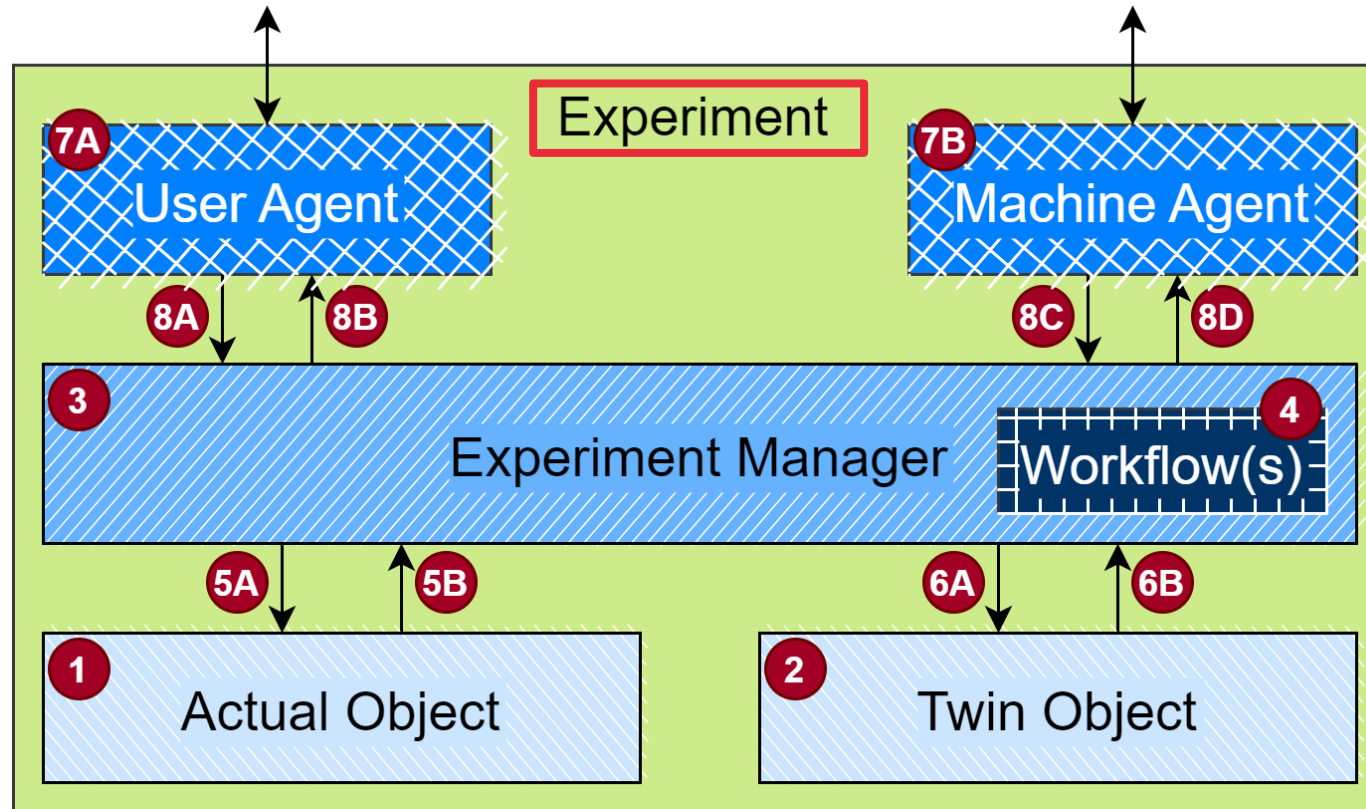 Experiment
7A
User Agent
7B
Machine Agent
8A
8B
8C
8D
3
Experiment Manager
4
Workflow(s)
5A
5B
6A
6B
1
Actual Object
2
Twin Object